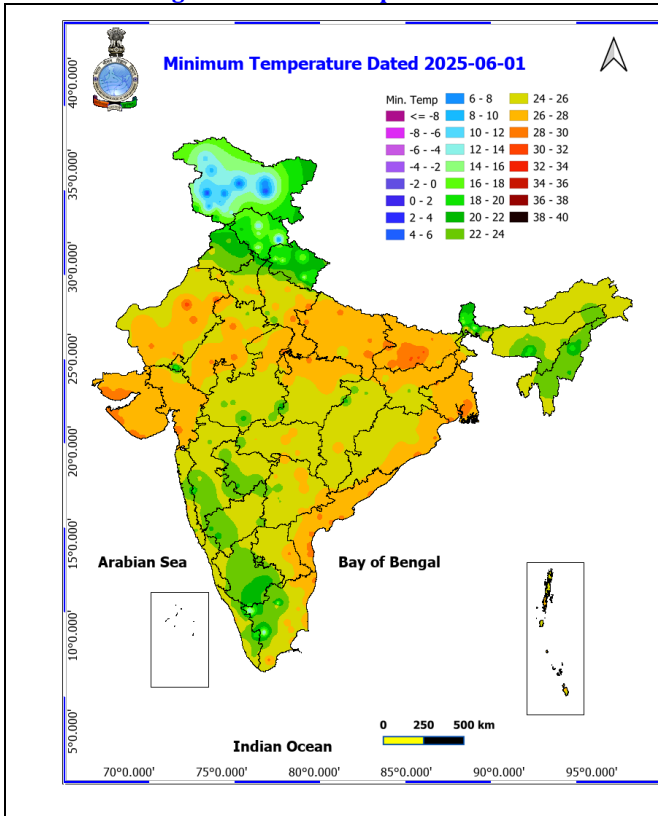 Minimum Temperature Dated 2025-06-01
Min. Temp
<= -8
-8 - -6
-6 - -4
-4 - -2
-2 - 0
0 - 2
2 - 4
4 - 6
6 - 8
8 - 10
10 - 12
12 - 14
14 - 16
16 - 18
18 - 20
20 - 22
22 - 24
24 - 26
26 - 28
28 - 30
30 - 32
32 - 34
34 - 36
36 - 38
38 - 40
40°0.000'
35°0.000'
30°0.000'
25°0.000'
20°0.000'
15°0.000'
10°0.000'
5°0.000'
Arabian Sea
Bay of Bengal
Indian Ocean
0 250 500 km
70°0.000' 75°0.000' 80°0.000' 85°0.000' 90°0.000' 95°0.000'